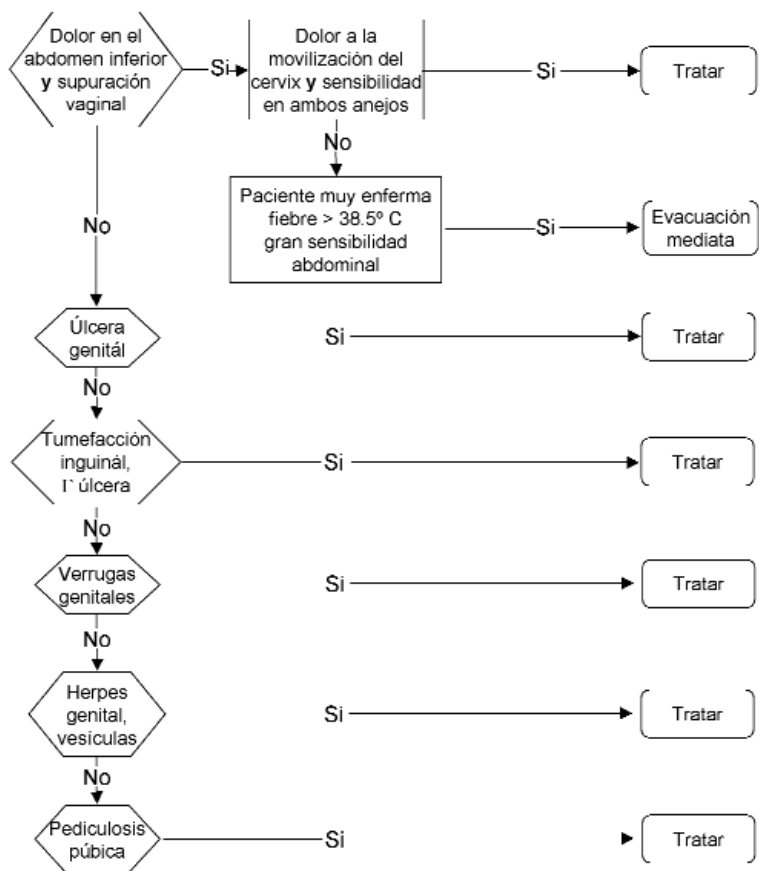 Dolor en el
abdomen inferior
y supuración
vaginal
Si
Dolor a la
movilización del
cervix y sensibilidad
en ambos anejos
Si
Tratar
No
Paciente muy enferma
fiebre > 38.5º C
gran sensibilidad
abdominal
Si
Evacuación
mediata
No
Úlcera
genitál
Si
Tratar
No
Tumefacción
inguinál,
úlcera
Si
Tratar
No
Verrugas
genitales
Si
Tratar
No
Herpes
genital,
vesiculas
Si
Tratar
No
Pediculosis
púbica
Si
Tratar